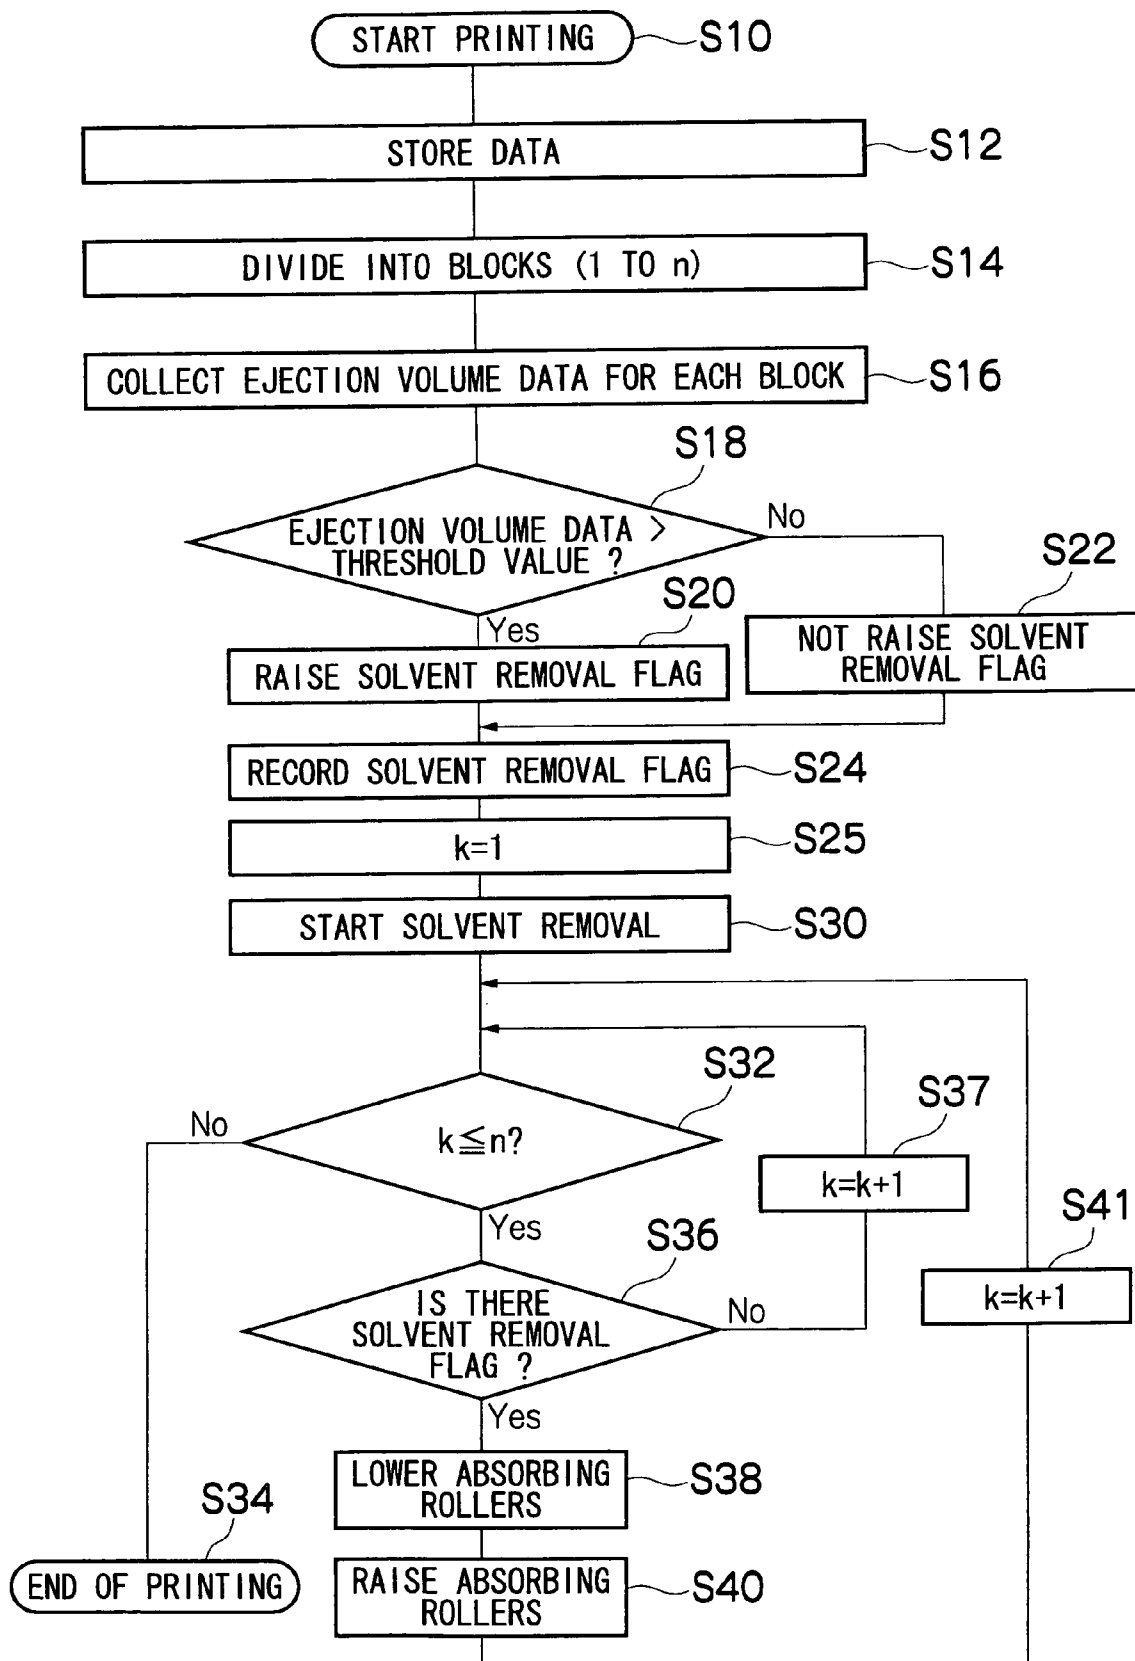 START PRINTING
S10
STORE DATA
S12
DIVIDE INTO BLOCKS (1 TO n)
S14
COLLECT EJECTION VOLUME DATA FOR EACH BLOCK
S16
S18
EJECTION VOLUME DATA >
THRESHOLD VALUE ?
No
S22
NOT RAISE SOLVENT
REMOVAL FLAG
Yes
S20
RAISE SOLVENT REMOVAL FLAG
RECORD SOLVENT REMOVAL FLAG
S24
k=1
S25
START SOLVENT REMOVAL
S30
S32
k≦n?
No
Yes
S37
k=k+1
S41
k=k+1
S36
IS THERE
SOLVENT REMOVAL
FLAG ?
No
Yes
LOWER ABSORBING
ROLLERS
S38
S34
END OF PRINTING
RAISE ABSORBING
ROLLERS
S40